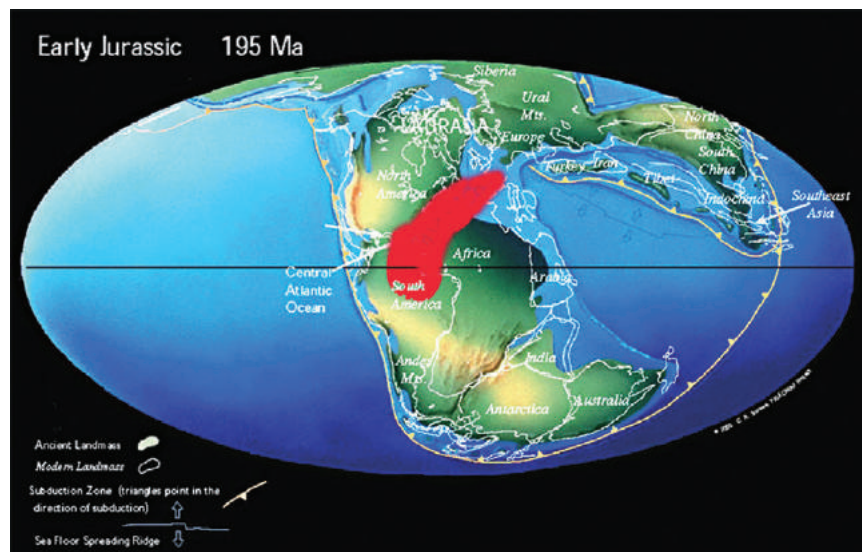 Early Jurassic 195 Ma
Siberia
Ural
Mts.
Europe
North
China
South
China
North
America
Turkey
Iran
Tibet
Indochina
Southeast
Asia
Central
Atlantic
Ocean
Africa
Arabia
South
America
Andes
Mts.
India
Antarctica
Australia
Ancient Landmass
Modern Landmass
Subduction Zone (triangles point in the
direction of subduction)
Sea Floor Spreading Ridge